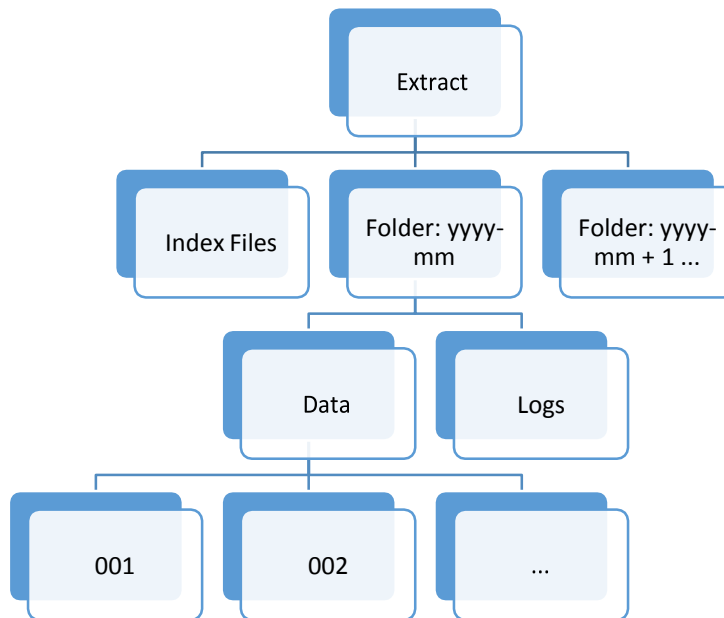 Extract
Index Files
Folder: yyyy-
mm
Folder: yyyy-
mm + 1 ...
Data
Logs
001
002
...